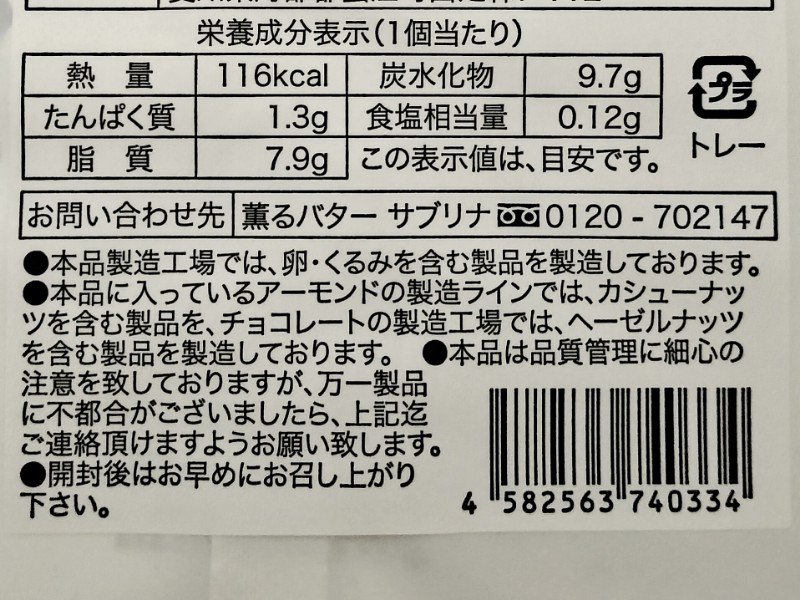 栄養成分表示(1個当たり)
熱 量 116kcal 炭水化物 9.7g
たんぱく質 1.3g 食塩相当量 0.12g
脂 質 7.9g この表示値は、目安です。
プラ
トレー
お問い合わせ先 薫るバター サブリナ 0120-702147
●本品製造工場では、卵・くるみを含む製品を製造しております。
●本品に入っているアーモンドの製造ラインでは、カシューナッ
ツを含む製品を、チョコレートの製造工場では、ヘーゼルナッツ
を含む製品を製造しております。 ●本品は品質管理に細心の
注意を致しておりますが、万一製品
に不都合がございましたら、上記迄
ご連絡頂けますようお願い致します。
●開封後はお早めにお召し上がり
下さい。
4 582563 740334